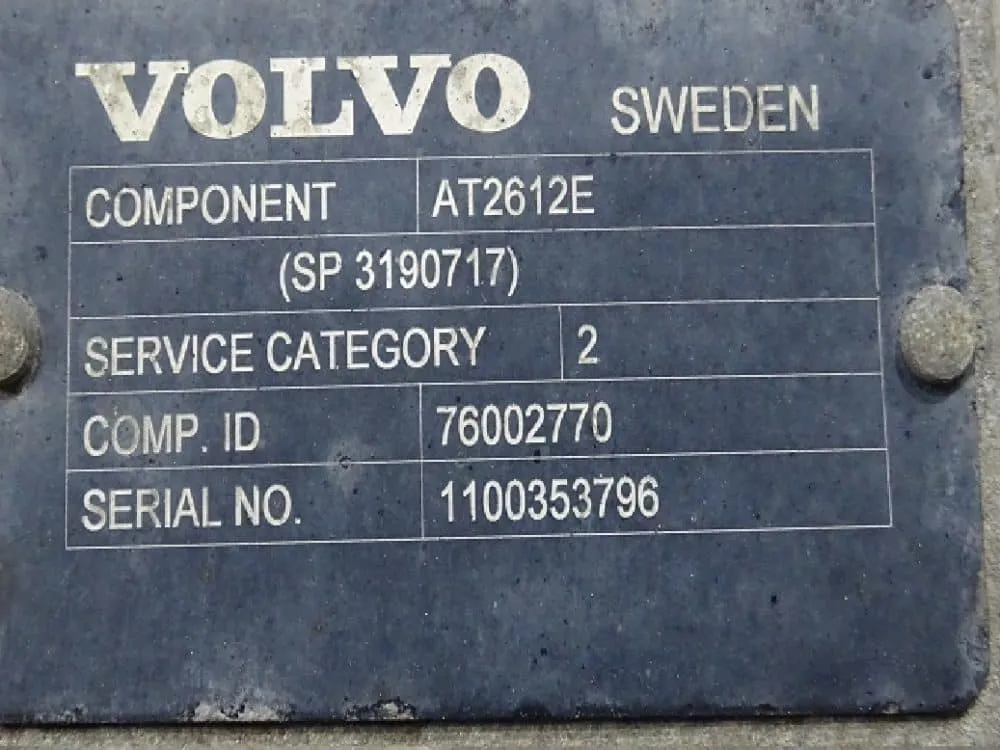 VOLVO SWEDEN
COMPONENT AT2612E
(SP 3190717)
SERVICE CATEGORY 2
COMP. ID 76002770
SERIAL NO. 1100353796